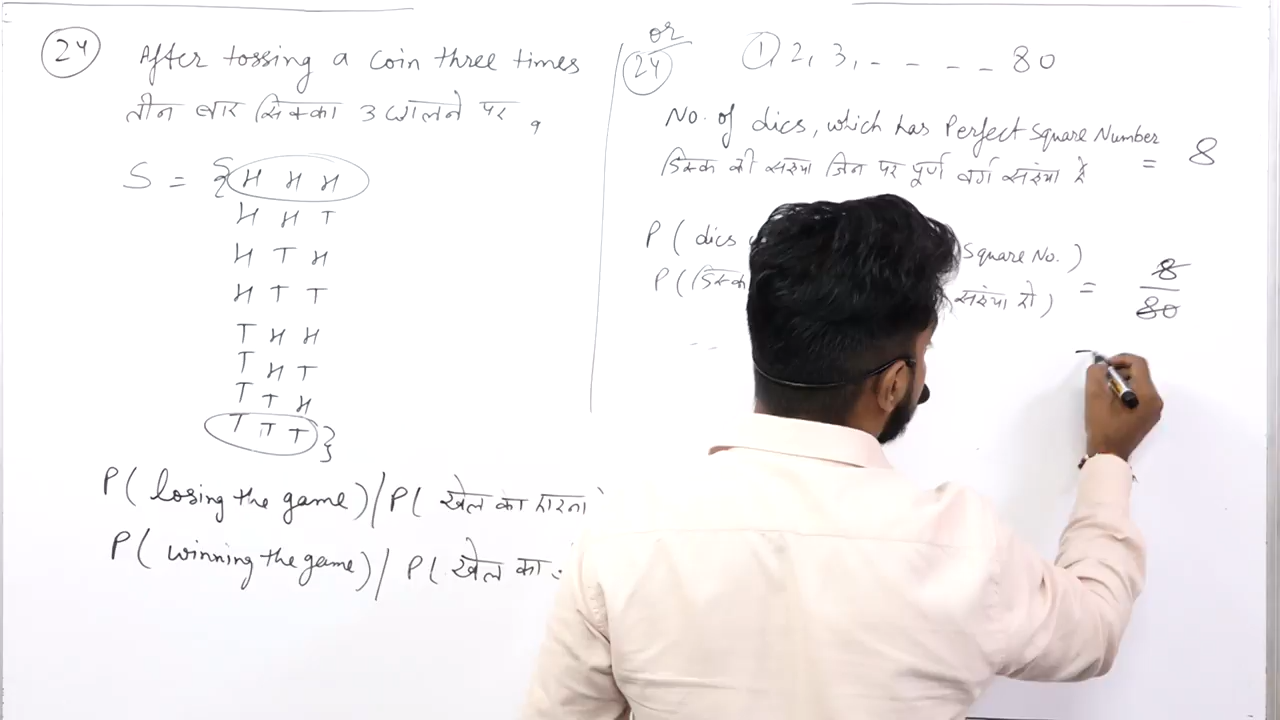 24 After tossing a coin three times
तीन बार सिक्का उछालने पर,
S = { H H H
H H T
H T H
H T T
T H H
T H T
T T H
T T T }
P( losing the game) / P( खेल का हारना
P( winning the game) / P( खेल का
or
24 1, 2, 3, - - - - 80
No. of dics, which has Perfect Square Number = 8
डिस्क की संख्या जिन पर पूर्ण वर्ग संख्या है
P( dics Square No. )
P( डिस्क संख्या हो) = 8/80